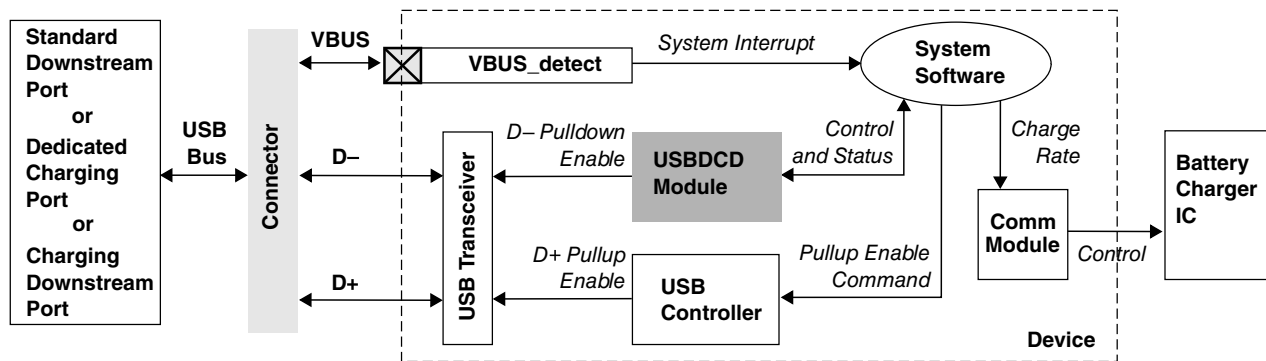 Standard
Downstream
Port
or
Dedicated
Charging
Port
or
Charging
Downstream
Port
USB
Bus
Connector
VBUS
D–
D+
VBUS_detect
System Interrupt
System
Software
USB Transceiver
D– Pulldown
Enable
USBDCD
Module
Control
and Status
Charge
Rate
D+ Pullup
Enable
USB
Controller
Pullup Enable
Command
Comm
Module
Control
Battery
Charger
IC
Device